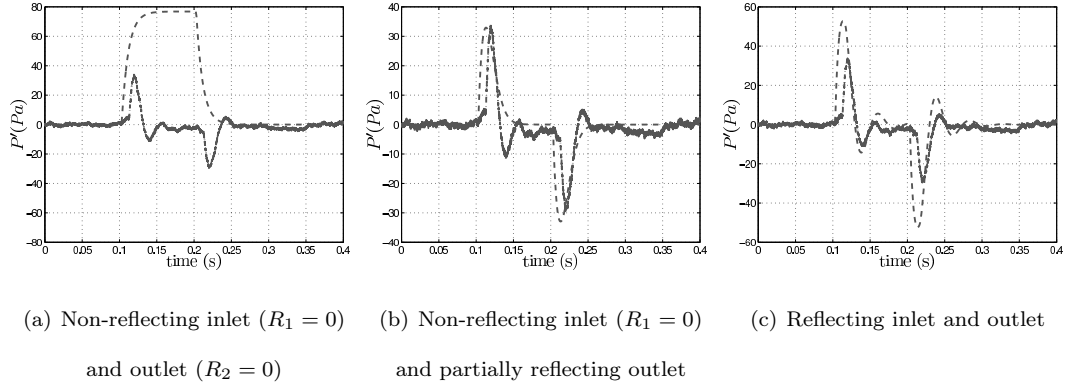 80
60
40
20
0
−20
−40
−60
−80
P'(Pa)
0 0.05 0.1 0.15 0.2 0.25 0.3 0.35 0.4
time (s)
40
30
20
10
0
−10
−20
−30
40
P'(Pa)
0 0.05 0.1 0.15 0.2 0.25 0.3 0.35 0.4
time (s)
60
40
20
0
−20
−40
−60
P'(Pa)
0 0.05 0.1 0.15 0.2 0.25 0.3 0.35 0.4
time (s)
(a) Non-reflecting inlet (R₁ = 0)
and outlet (R₂ = 0)
(b) Non-reflecting inlet (R₁ = 0)
and partially reflecting outlet
(c) Reflecting inlet and outlet